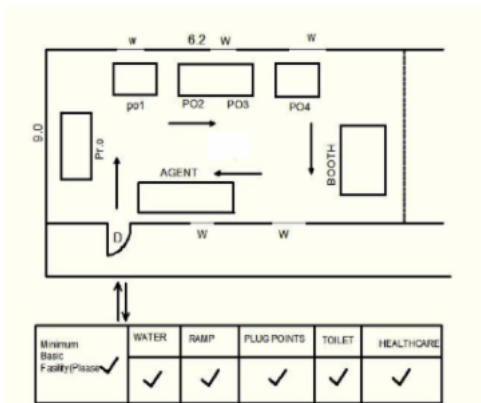 w 6.2 W W
po1 PO2 PO3 PO4
9.0
Pr.o
BOOTH
AGENT
D W W
Minimum
Basic
Fasility(Please ✓
WATER RAMP PLUG POINTS TOILET HEALTHCARE
✓ ✓ ✓ ✓ ✓